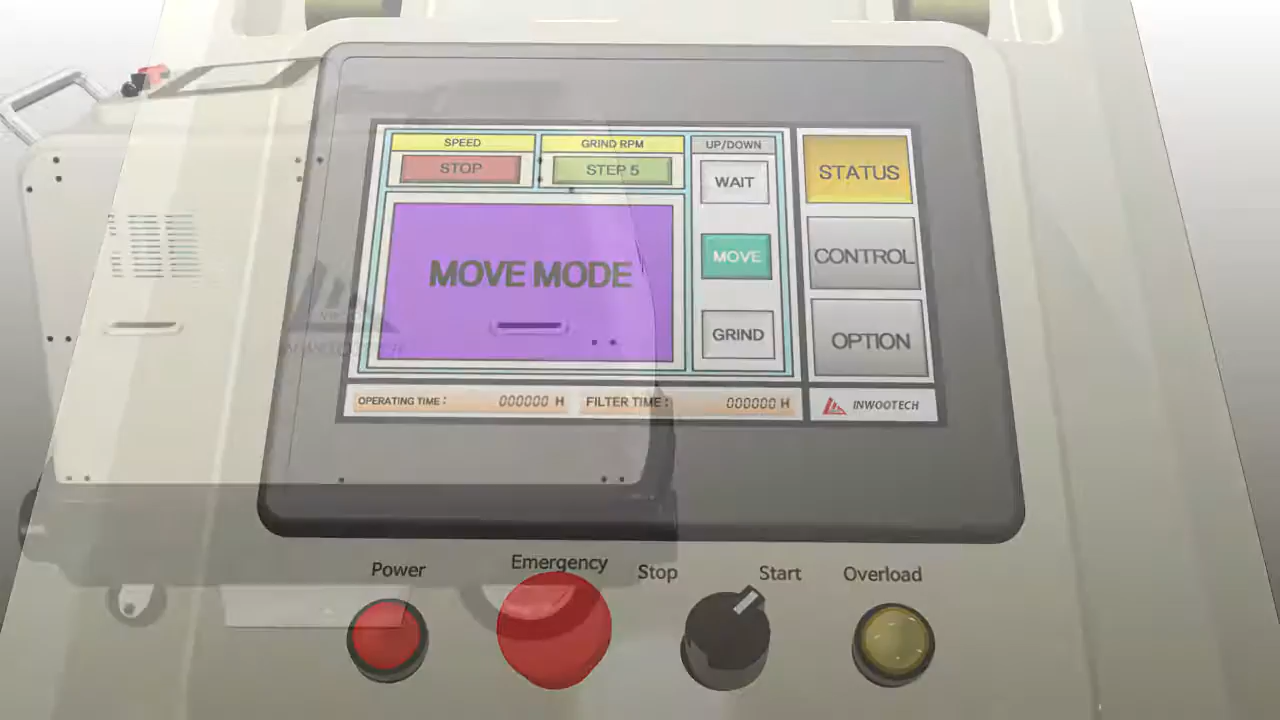 SPEED
STOP
GRIND RPM
STEP 5
UP/DOWN
WAIT
MOVE
GRIND
MOVE MODE
STATUS
CONTROL
OPTION
OPERATING TIME :
000000 H
FILTER TIME :
000000 H
INWOOTECH
INWOOTECH
Power
Emergency
Stop
Start
Overload